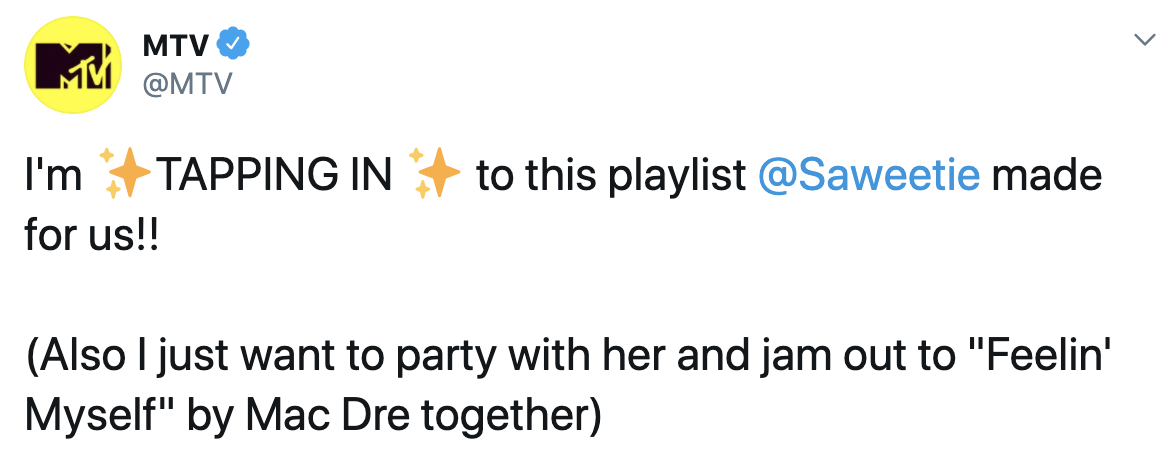 MTV
MTV
@MTV
I'm ✨TAPPING IN ✨ to this playlist @Saweetie made
for us!!
(Also I just want to party with her and jam out to "Feelin'
Myself" by Mac Dre together)